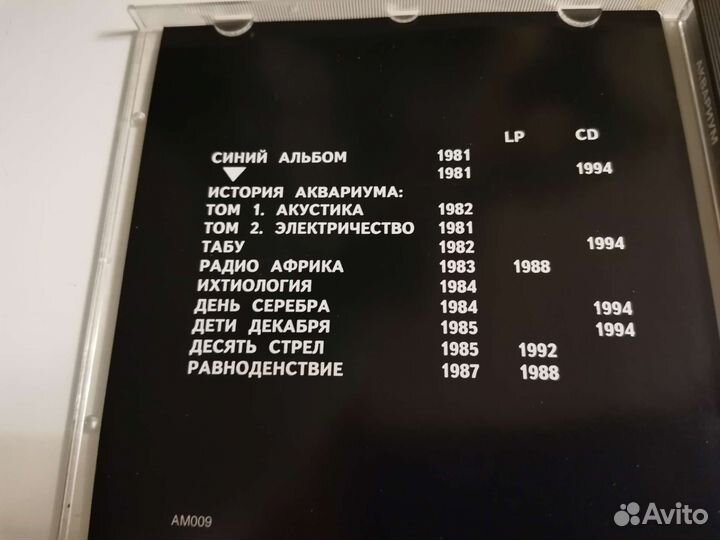 LP CD
СИНИЙ АЛЬБОМ 1981
1981 1994
ИСТОРИЯ АКВАРИУМА:
ТОМ 1. АКУСТИКА 1982
ТОМ 2. ЭЛЕКТРИЧЕСТВО 1981
ТАБУ 1982 1994
РАДИО АФРИКА 1983 1988
ИХТИОЛОГИЯ 1984
ДЕНЬ СЕРЕБРА 1984 1994
ДЕТИ ДЕКАБРЯ 1985 1994
ДЕСЯТЬ СТРЕЛ 1985 1992
РАВНОДЕНСТВИЕ 1987 1988
AM009
АКВАРИУМ
Avito